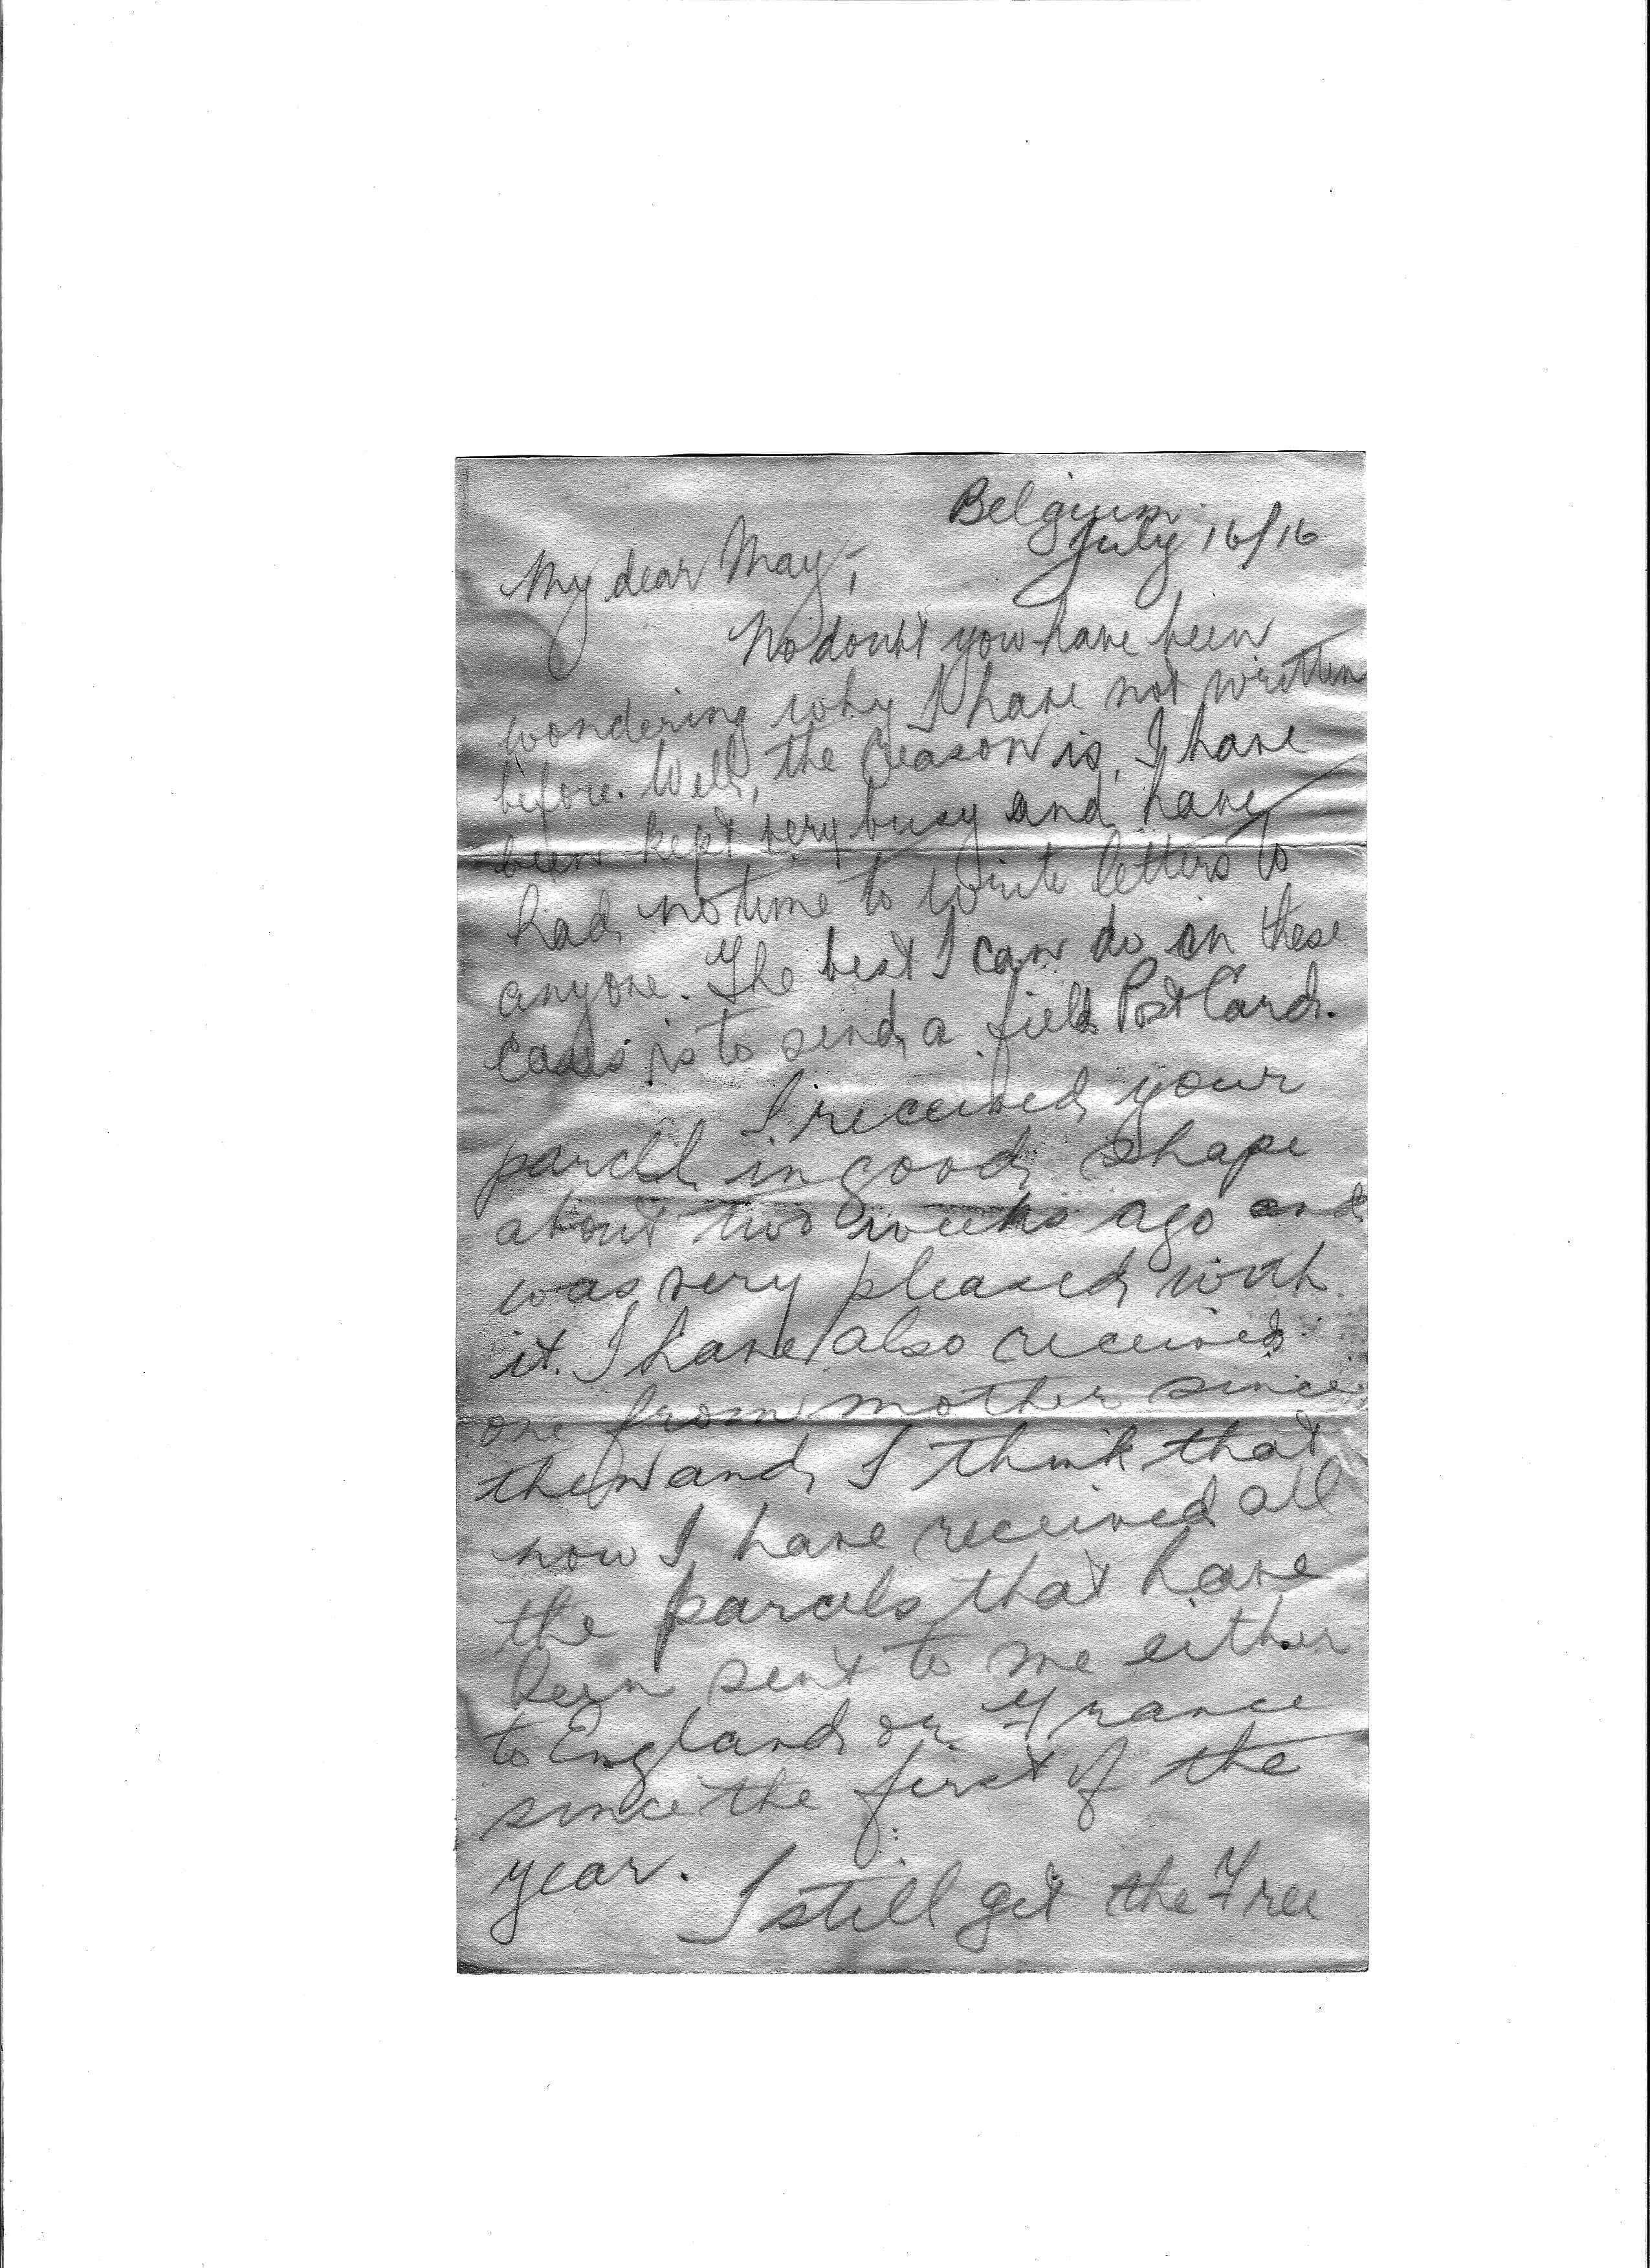 Belgium.
July 16/16
My dear May,-
No doubt you have been
wondering why I have not written
before. Well, the reason is, I have
been kept very busy and have
had no time to write letters to
anyone. The best I can do in these
cases is to send a field Post Card.
I received your
parcel in good shape
about two weeks ago and
was very pleased with
it. I have also received
one from mother since
then and I think that
now I have received all
the parcels that have
been sent to me either
to England or France
since the first of the
year.
I still get the Free